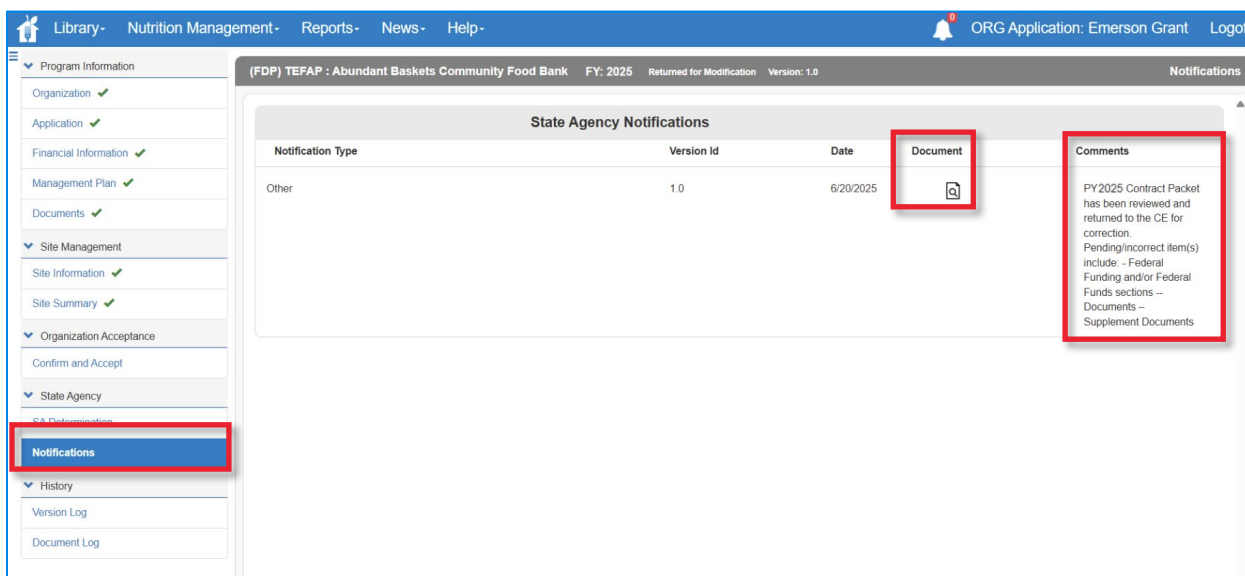 Library- Nutrition Management- Reports- News- Help- 0 ORG Application: Emerson Grant
Program Information
(FDP) TEFAP : Abundant Baskets Community Food Bank FY: 2025 Returned for Modification Version: 1.0 Notifications
Organization
Application
Financial Information
Management Plan
Documents
Site Management
Site Information
Site Summary
Organization Acceptance
Confirm and Accept
State Agency
SA Determination
Notifications
History
Version Log
Document Log
State Agency Notifications
Notification Type Version Id Date Document Comments
Other 1.0 6/20/2025
PY2025 Contract Packet
has been reviewed and
returned to the CE for
correction.
Pending/incorrect item(s)
include: - Federal
Funding and/or Federal
Funds sections --
Documents –
Supplement Documents